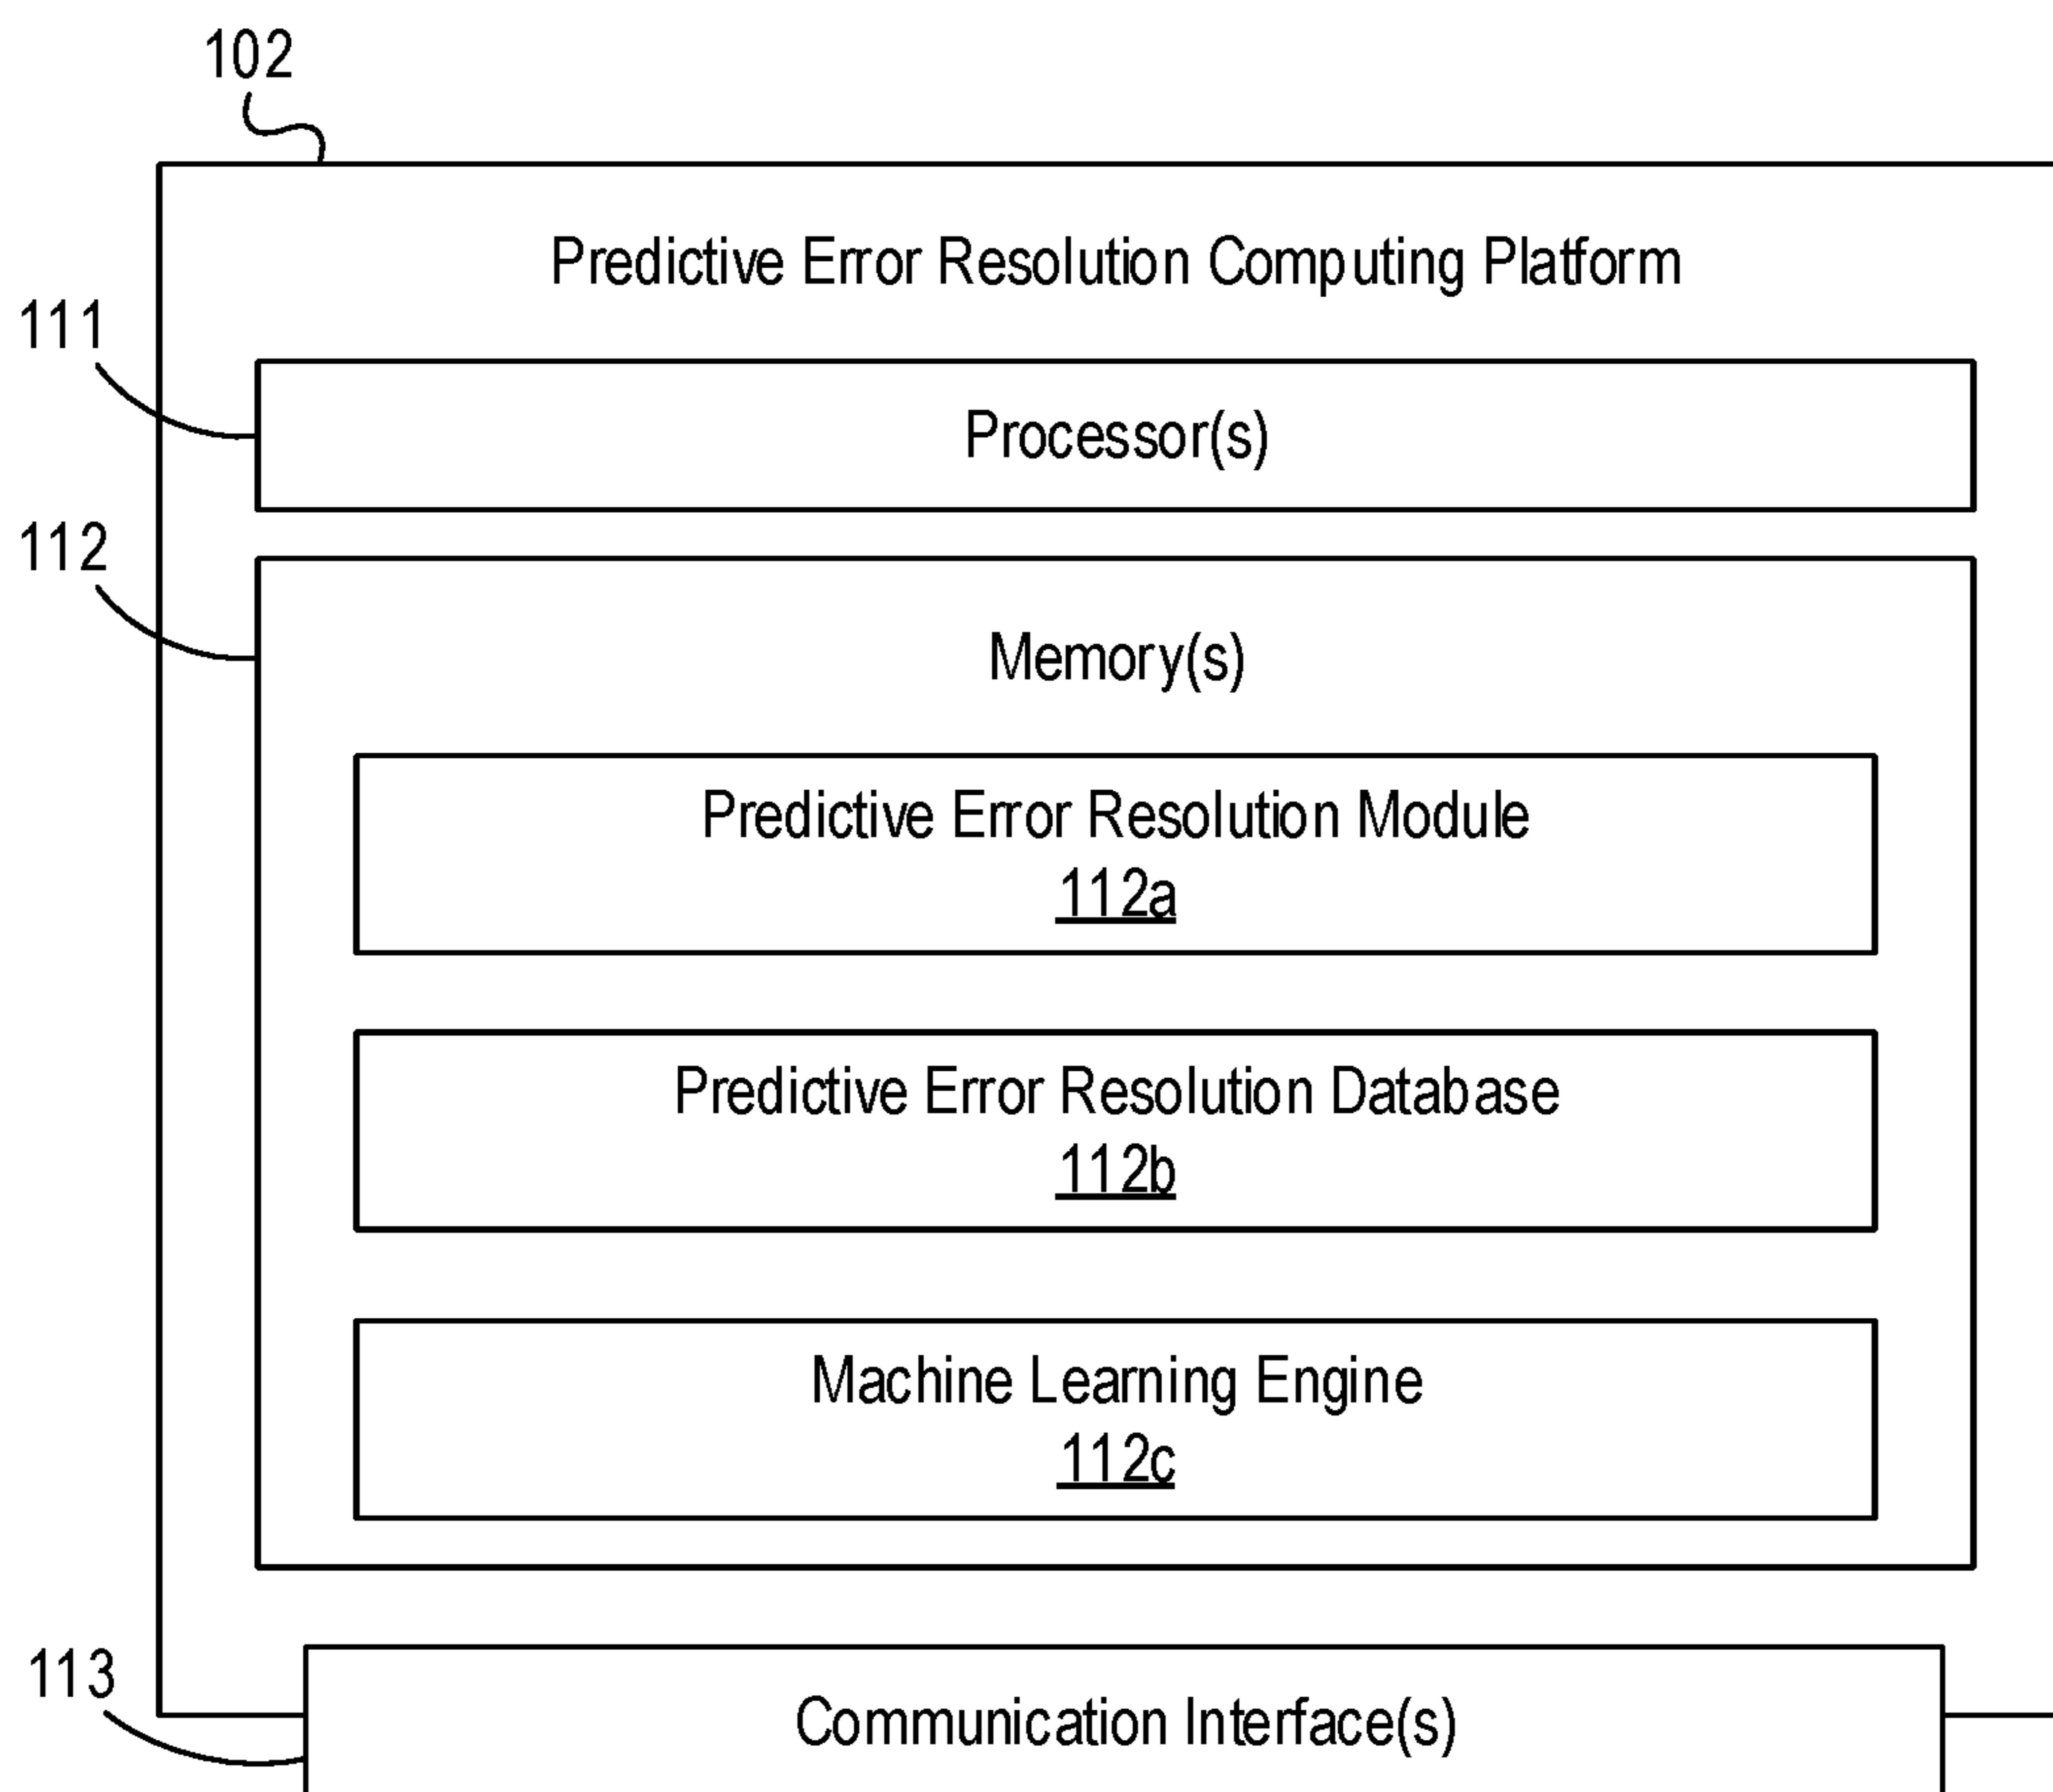 102
Predictive Error Resolution Computing Platform
111
Processor(s)
112
Memory(s)
Predictive Error Resolution Module
112a
Predictive Error Resolution Database
112b
Machine Learning Engine
112c
113
Communication Interface(s)